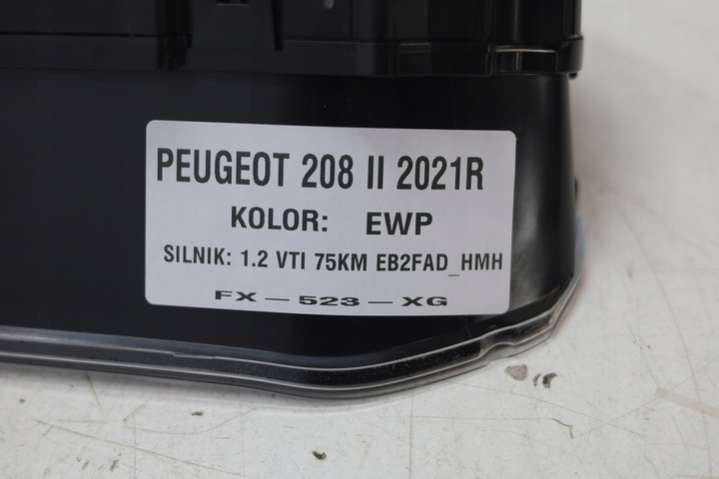 PEUGEOT 208 II 2021R
KOLOR: EWP
SILNIK: 1.2 VTI 75KM EB2FAD_HMH
FX-523-XG